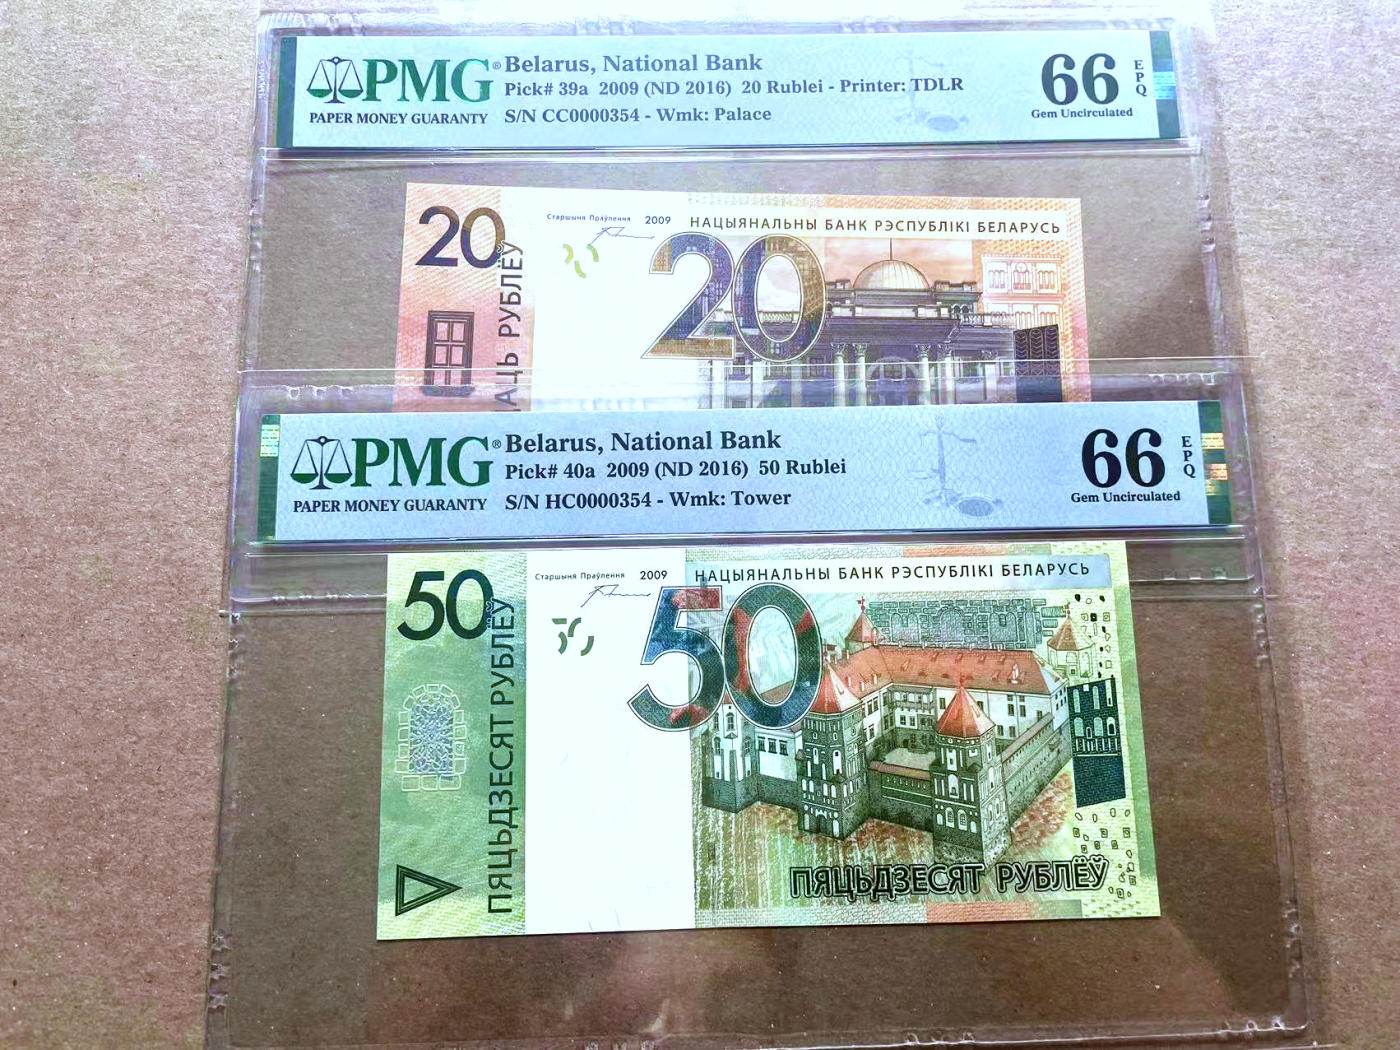 PMG®
PAPER MONEY GUARANTY
Belarus, National Bank
Pick# 39a 2009 (ND 2016) 20 Rublei - Printer: TDLR
S/N CC0000354 - Wmk: Palace
66
EPQ
Gem Uncirculated
20
АЦЬ РУБЛЁЎ
Старшыня Праўлення 2009
НАЦЫЯНАЛЬНЫ БАНК РЭСПУБЛІКІ БЕЛАРУСЬ
20
PMG®
PAPER MONEY GUARANTY
Belarus, National Bank
Pick# 40a 2009 (ND 2016) 50 Rublei
S/N HC0000354 - Wmk: Tower
66
EPQ
Gem Uncirculated
50
ПЯЦЬДЗЕСЯТ РУБЛЁЎ
Старшыня Праўлення 2009
НАЦЫЯНАЛЬНЫ БАНК РЭСПУБЛІКІ БЕЛАРУСЬ
50
ПЯЦЬДЗЕСЯТ РУБЛЁЎ